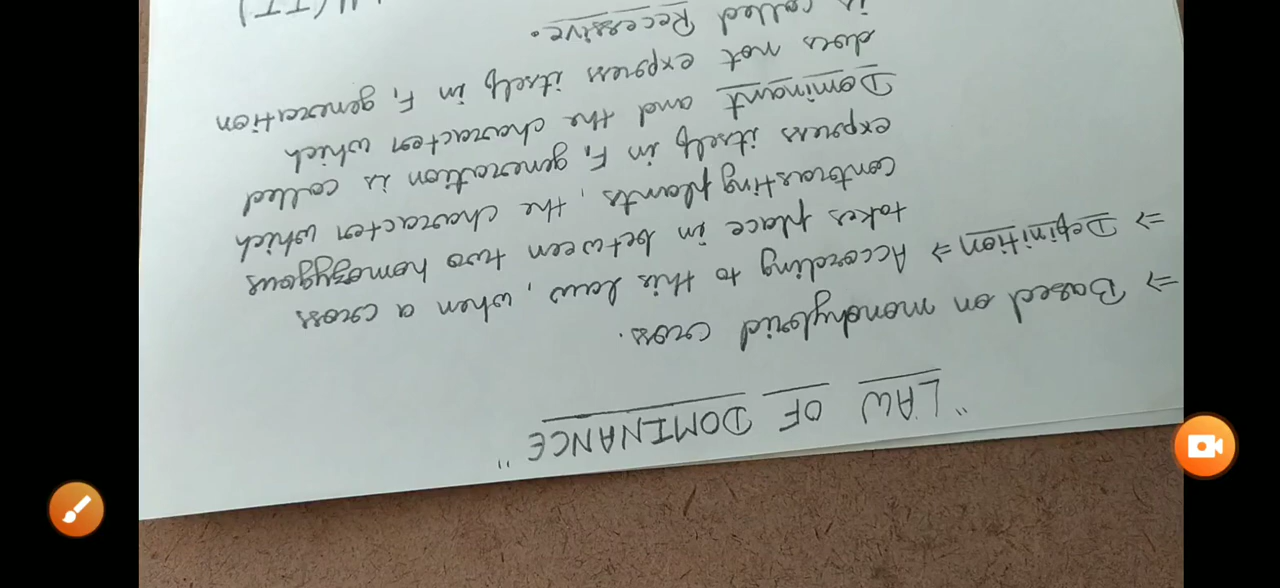 "LAW OF DOMINANCE"
⇒ Based on monohybrid cross.
⇒ Definition ⇒ According to this law, when a cross
takes place in between two homozygous
contrasting plants, the character which
express itself in F₁ generation is called
Dominant and the character which
does not express itself in F₁ generation
is called Recessive.
(TT)